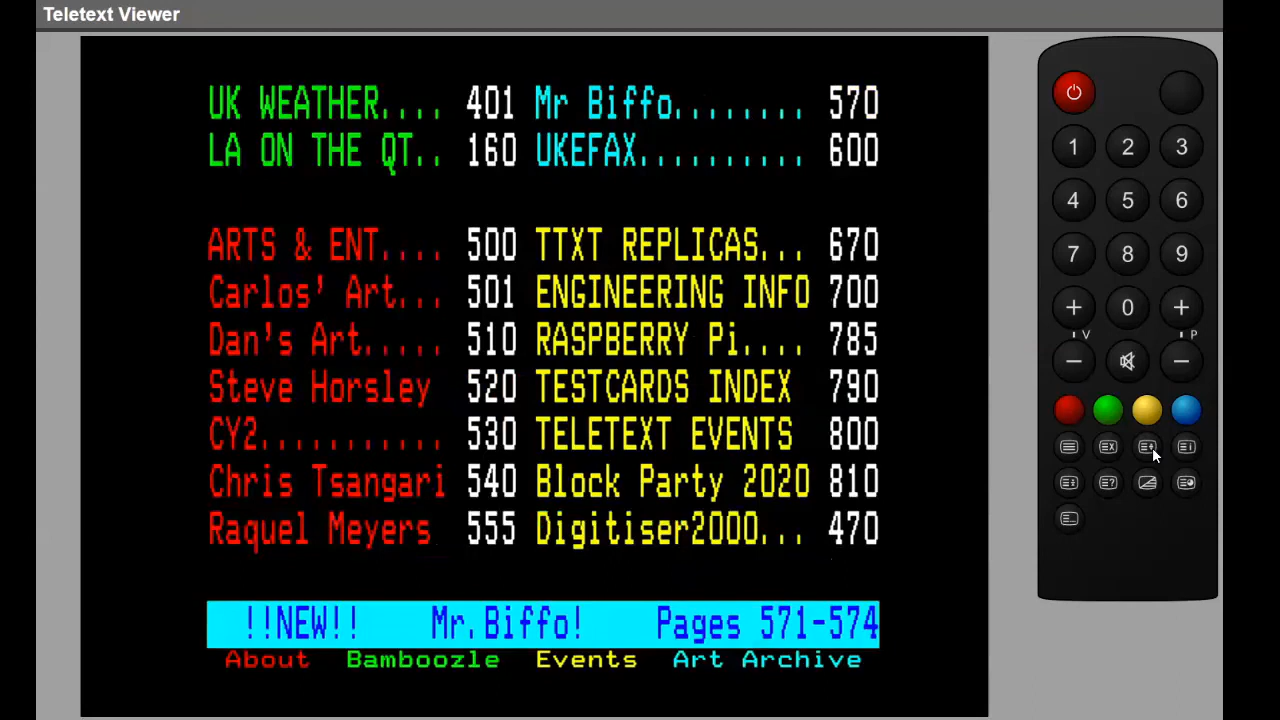 Teletext Viewer
UK WEATHER.... 401 Mr Biffo........ 570
LA ON THE QT.. 160 UKEFAX.......... 600
ARTS & ENT.... 500 TTXT REPLICAS... 670
Carlos' Art... 501 ENGINEERING INFO 700
Dan's Art..... 510 RASPBERRY Pi.... 785
Steve Horsley 520 TESTCARDS INDEX 790
CY2........... 530 TELETEXT EVENTS 800
Chris Tsangari 540 Block Party 2020 810
Raquel Meyers 555 Digitiser2000... 470
!!NEW!! Mr.Biffo! Pages 571-574
About Bamboozle Events Art Archive
1 2 3
4 5 6
7 8 9
+ 0 +
V P
− −